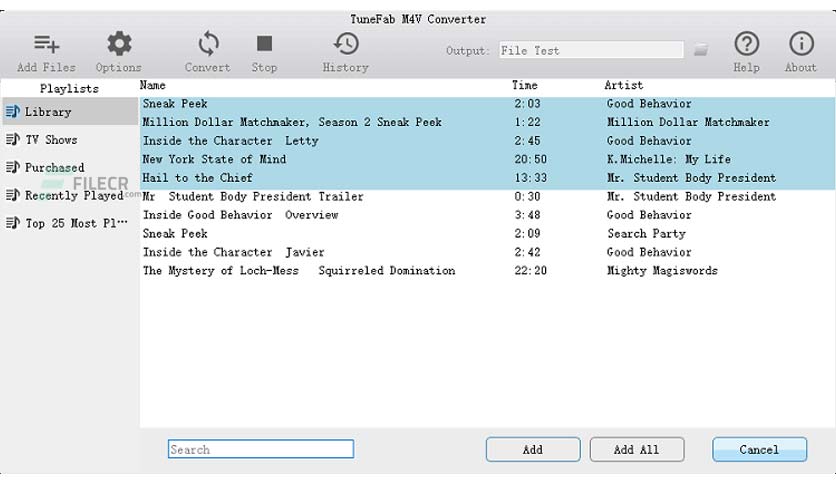 TuneFab M4V Converter
Add Files Options Convert Stop History Output: File Test Help About
Playlists
Library
TV Shows
Purchased
Recently Played
Top 25 Most Pl...
FILECR
.com
Name Time Artist
Sneak Peek 2:03 Good Behavior
Million Dollar Matchmaker, Season 2 Sneak Peek 1:22 Million Dollar Matchmaker
Inside the Character Letty 2:45 Good Behavior
New York State of Mind 20:50 K.Michelle: My Life
Hail to the Chief 13:33 Mr. Student Body President
Mr Student Body President Trailer 0:30 Mr. Student Body President
Inside Good Behavior Overview 3:48 Good Behavior
Sneak Peek 2:09 Search Party
Inside the Character Javier 2:42 Good Behavior
The Mystery of Loch-Mess Squirreled Domination 22:20 Mighty Magiswords
Search Add Add All Cancel